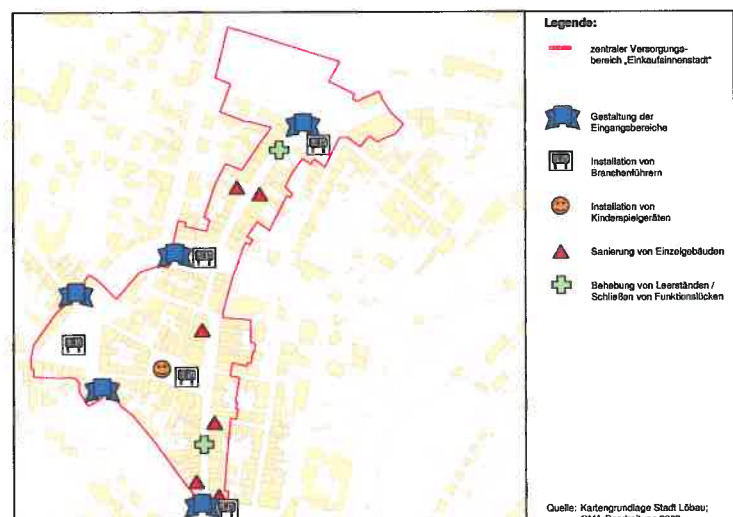 Legende:
zentraler Versorgungs-
bereich „Einkaufsinnenstadt"
Gestaltung der
Eingangsbereiche
Installation von
Branchenführern
Installation von
Kinderspielgeräten
Sanierung von Einzelgebäuden
Behebung von Leerständen /
Schließen von Funktionslücken
Quelle: Kartengrundlage Stadt Löbau;